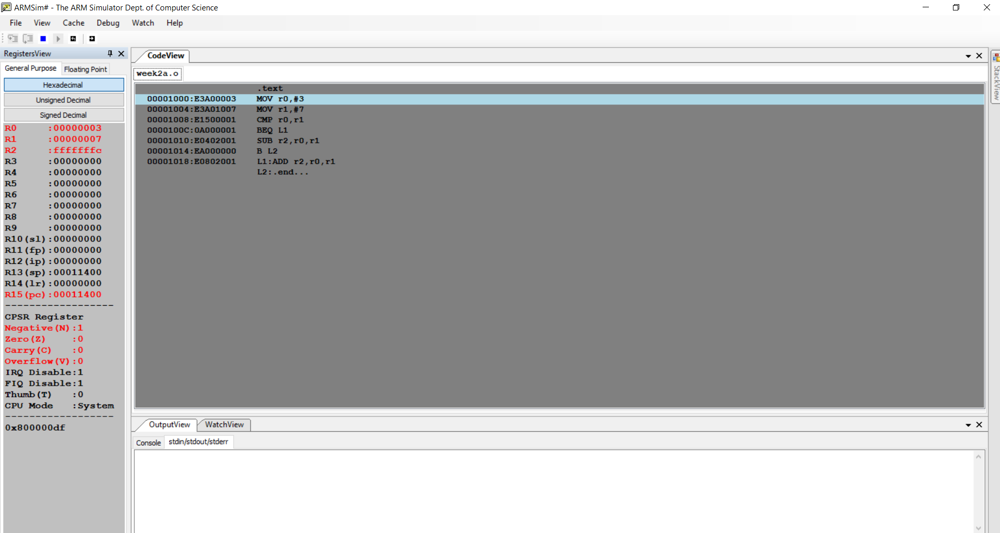 ARMSim# - The ARM Simulator Dept. of Computer Science
File View Cache Debug Watch Help
RegistersView
General Purpose Floating Point
Hexadecimal
Unsigned Decimal
Signed Decimal
R0 :00000003
R1 :00000007
R2 :fffffffc
R3 :00000000
R4 :00000000
R5 :00000000
R6 :00000000
R7 :00000000
R8 :00000000
R9 :00000000
R10(sl):00000000
R11(fp):00000000
R12(ip):00000000
R13(sp):00011400
R14(lr):00000000
R15(pc):00011400
-------------------
CPSR Register
Negative(N):1
Zero(Z) :0
Carry(C) :0
Overflow(V):0
IRQ Disable:1
FIQ Disable:1
Thumb(T) :0
CPU Mode :System
-------------------
0x800000df
CodeView
week2a.o
.text
00001000:E3A00003 MOV r0,#3
00001004:E3A01007 MOV r1,#7
00001008:E1500001 CMP r0,r1
0000100C:0A000001 BEQ L1
00001010:E0402001 SUB r2,r0,r1
00001014:EA000000 B L2
00001018:E0802001 L1:ADD r2,r0,r1
L2:.end...
OutputView WatchView
Console stdin/stdout/stderr
StackView